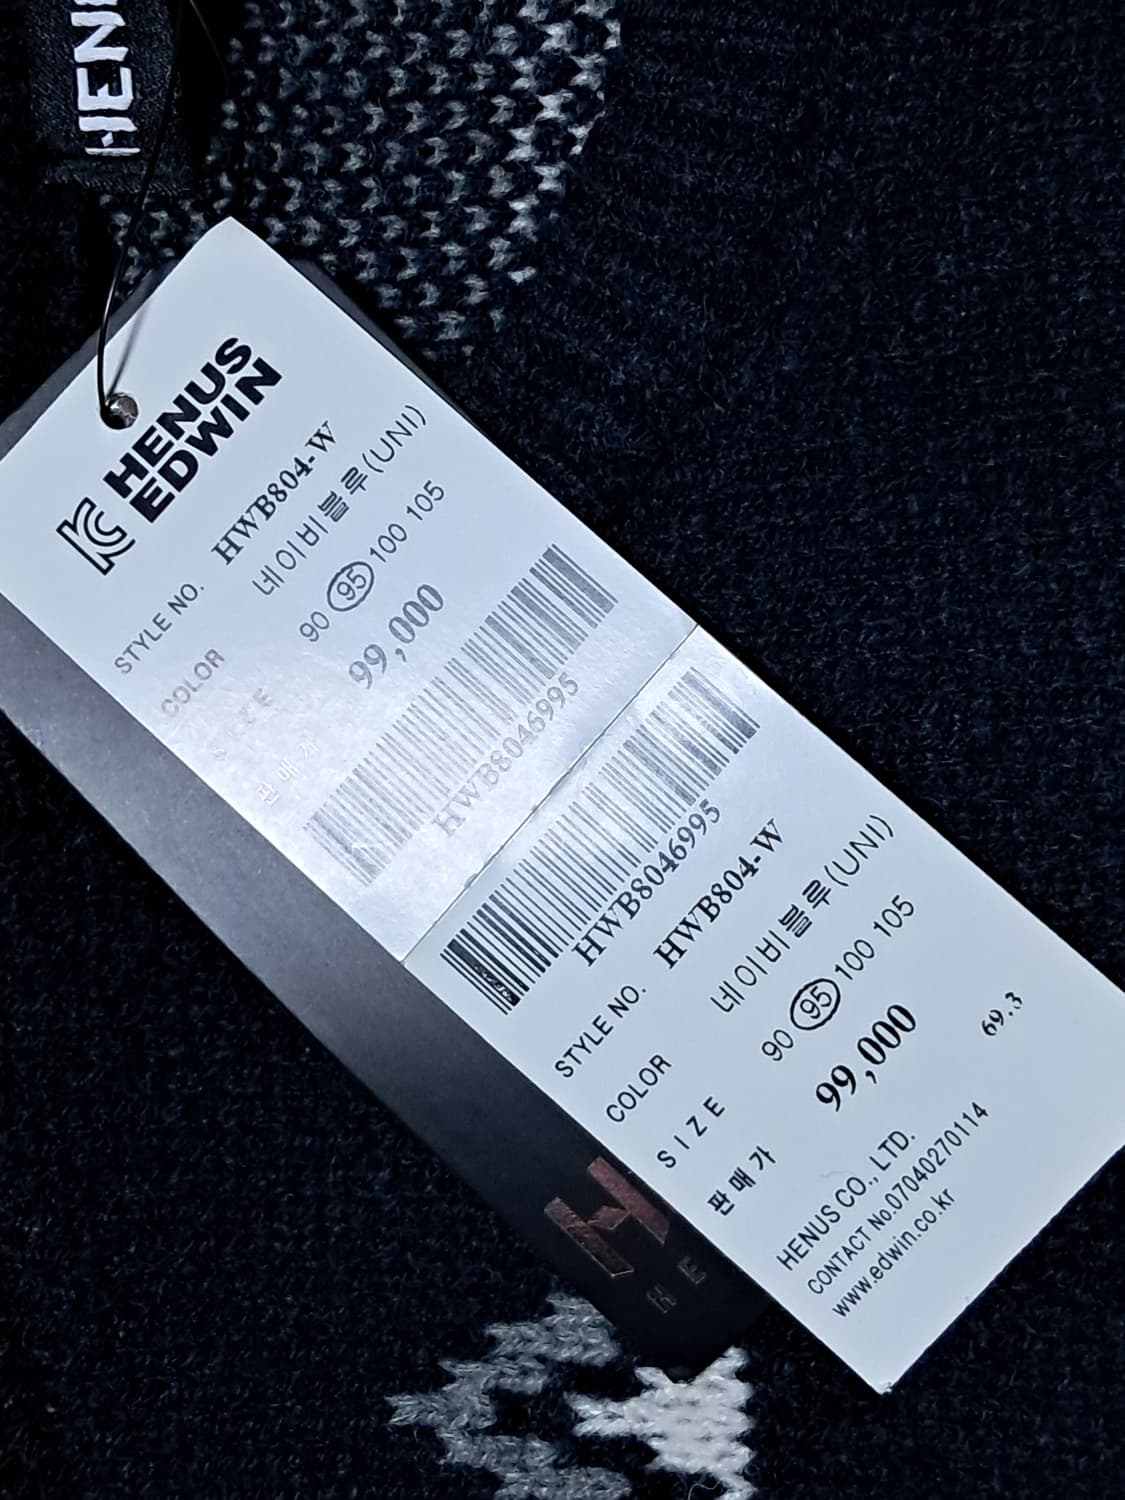 HENU
HENUS
EDWIN
STYLE NO. HWB804-W
COLOR 네이비블루(UNI)
SIZE 90 95 100 105
판매가 99,000
HWB8046995
HWB8046995
STYLE NO. HWB804-W
COLOR 네이비블루(UNI)
SIZE 90 95 100 105
판매가 99,000
69.3
HENUS CO., LTD.
CONTACT No.07040270114
www.edwin.co.kr
H
HE